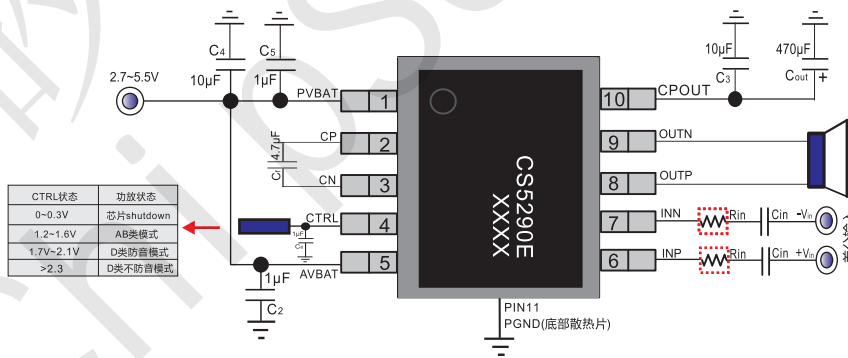 C4
C5
10μF
1μF
2.7~5.5V
PVBAT
1
CP
2
4.7μF
CN
3
CTRL
4
1μF
AVBAT
5
1μF
C2
CTRL状态 功放状态
0~0.3V 芯片shutdown
1.2~1.6V AB类模式
1.7V~2.1V D类防音模式
>2.3 D类不防音模式
CS5290E
XXXX
10μF
C3
470μF
Cout
+
10
CPOUT
9
OUTN
8
OUTP
7
INN
Rin
Cin
-Vin
6
INP
Rin
Cin
+Vin
PIN11
PGND(底部散热片)